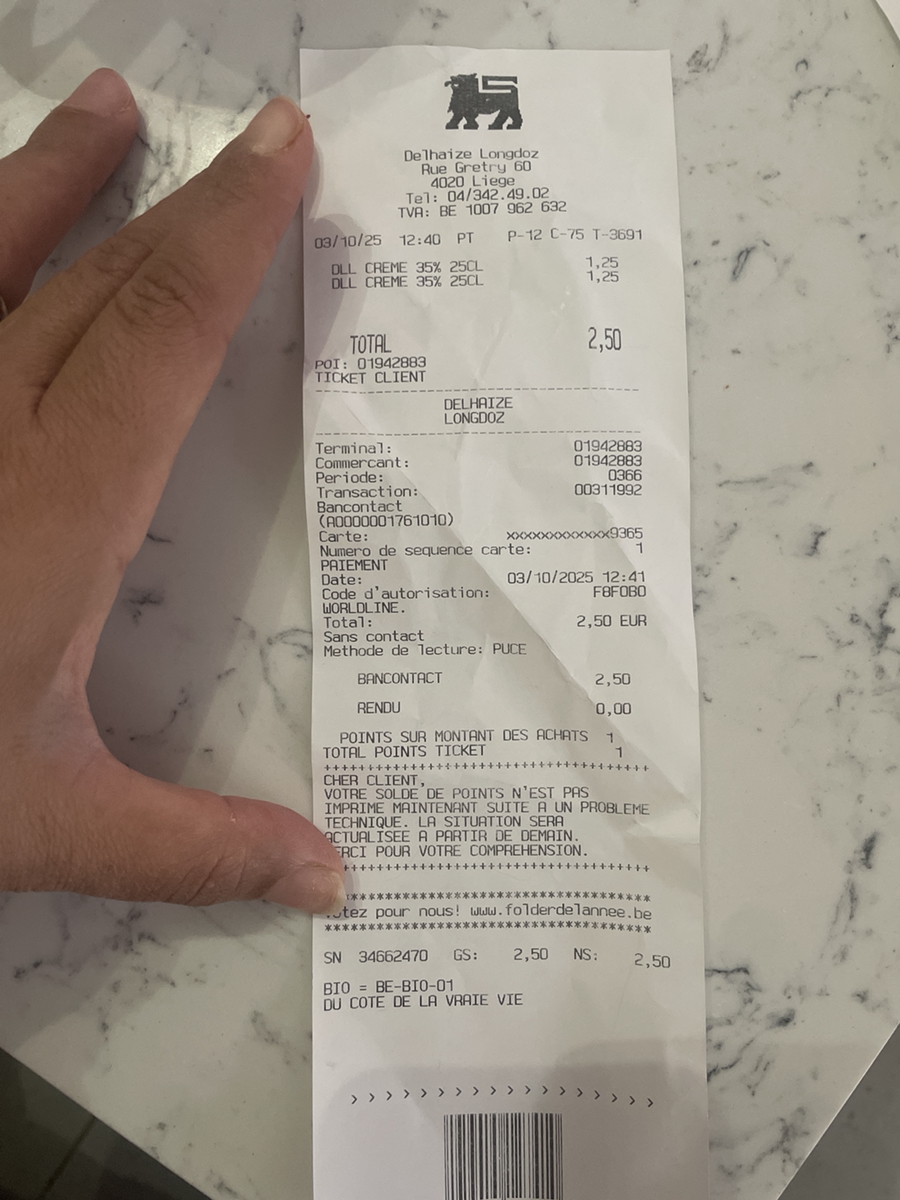 Delhaize Longdoz
Rue Gretry 60
4020 Liege
Tel: 04/342.49.02
TVA: BE 1007 962 632
03/10/25 12:40 PT P-12 C-75 T-3691
DLL CREME 35% 25CL 1,25
DLL CREME 35% 25CL 1,25
TOTAL 2,50
POI: 01942883
TICKET CLIENT
--------------------------------------
DELHAIZE
LONGDOZ
--------------------------------------
Terminal: 01942883
Commercant: 01942883
Periode: 0366
Transaction: 00311992
Bancontact
(A0000001761010)
Carte: xxxxxxxxxxxxx9365
Numero de sequence carte: 1
PAIEMENT
Date: 03/10/2025 12:41
Code d'autorisation: F8F0B0
WORLDLINE.
Total: 2,50 EUR
Sans contact
Methode de lecture: PUCE
BANCONTACT 2,50
RENDU 0,00
POINTS SUR MONTANT DES ACHATS 1
TOTAL POINTS TICKET 1
++++++++++++++++++++++++++++++++++++++
CHER CLIENT,
VOTRE SOLDE DE POINTS N'EST PAS
IMPRIME MAINTENANT SUITE A UN PROBLEME
TECHNIQUE. LA SITUATION SERA
ACTUALISEE A PARTIR DE DEMAIN.
ERCI POUR VOTRE COMPREHENSION.
++++++++++++++++++++++++++++++++++++
************************************
tez pour nous! www.folderdelannee.be
**************************************
SN 34662470 GS: 2,50 NS: 2,50
BIO = BE-BIO-01
DU COTE DE LA VRAIE VIE
> > > > > > > > > > > > > > > > > >